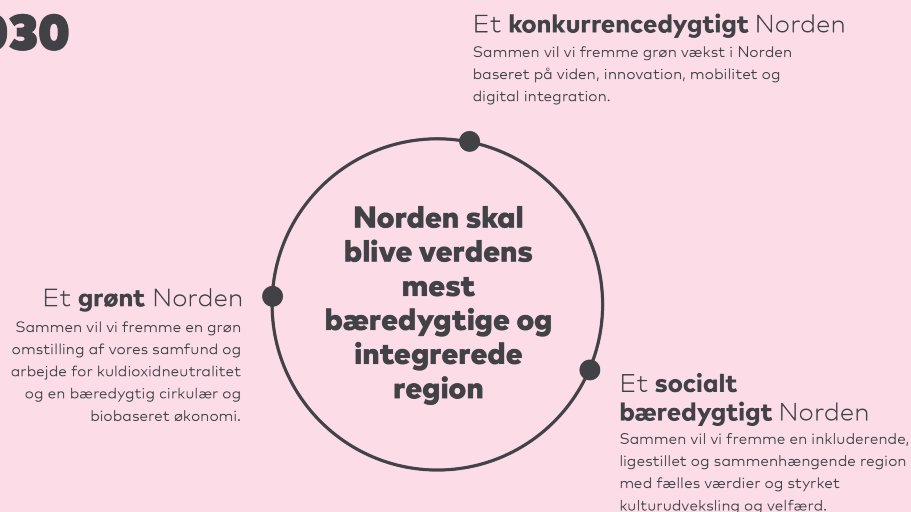 030
Et konkurrencedygtigt Norden
Sammen vil vi fremme grøn vækst i Norden
baseret på viden, innovation, mobilitet og
digital integration.
Norden skal
blive verdens
mest
bæredygtige og
integrerede
region
Et grønt Norden
Sammen vil vi fremme en grøn
omstilling af vores samfund og
arbejde for kuldioxidneutralitet
og en bæredygtig cirkulær og
biobaseret økonomi.
Et socialt
bæredygtigt Norden
Sammen vil vi fremme en inkluderende,
ligestillet og sammenhængende region
med fælles værdier og styrket
kulturudveksling og velfærd.